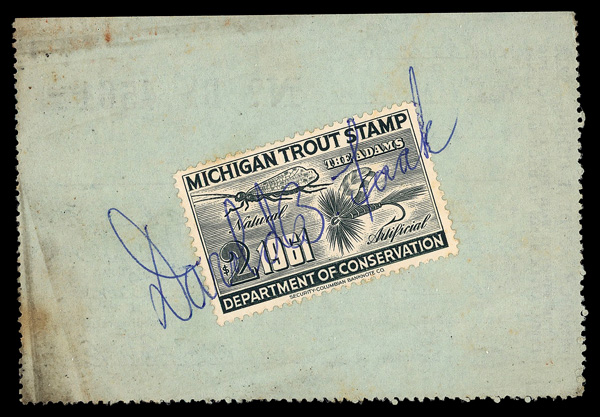 MICHIGAN TROUT STAMP
THE ADAMS
Natural
Artificial
$2 1961
DEPARTMENT OF CONSERVATION
SECURITY-COLUMBIAN BANKNOTE CO.